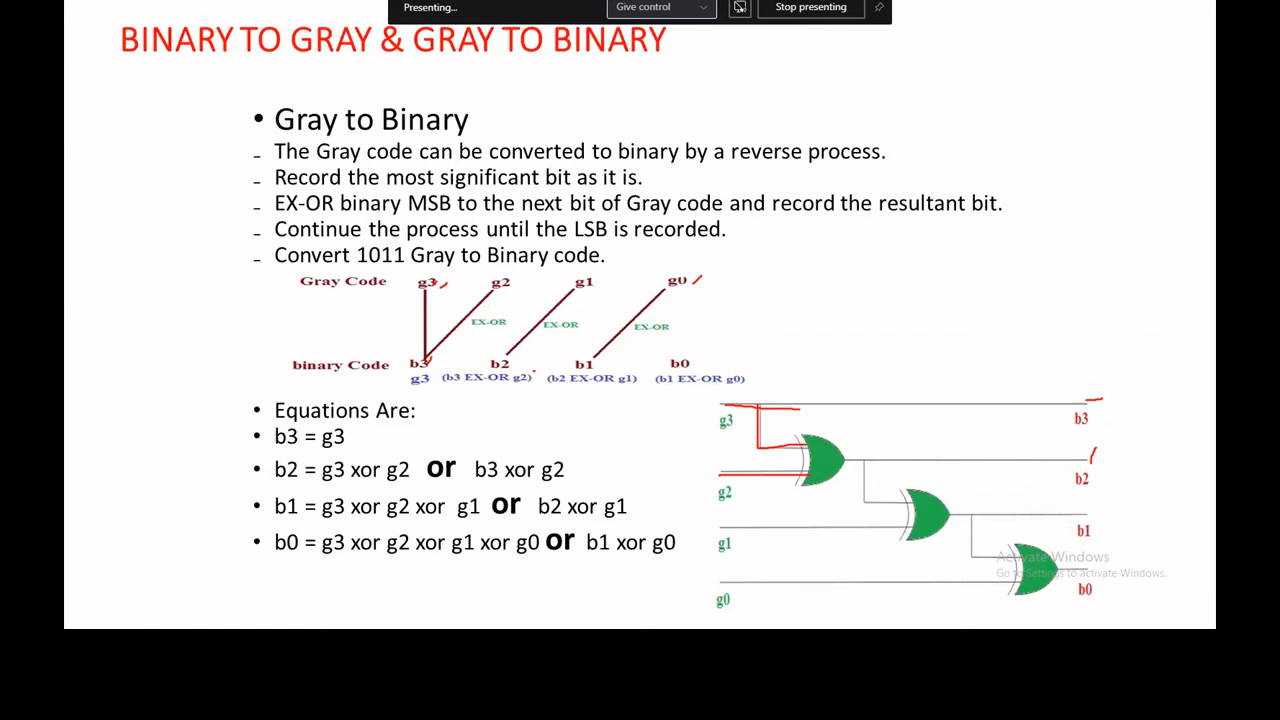 Presenting...
Give control
Stop presenting
BINARY TO GRAY & GRAY TO BINARY
• Gray to Binary
– The Gray code can be converted to binary by a reverse process.
– Record the most significant bit as it is.
– EX-OR binary MSB to the next bit of Gray code and record the resultant bit.
– Continue the process until the LSB is recorded.
– Convert 1011 Gray to Binary code.
Gray Code g3 g2 g1 g0
EX-OR EX-OR EX-OR
binary Code b3 b2 b1 b0
g3 (b3 EX-OR g2) (b2 EX-OR g1) (b1 EX-OR g0)
• Equations Are:
• b3 = g3
• b2 = g3 xor g2 or b3 xor g2
• b1 = g3 xor g2 xor g1 or b2 xor g1
• b0 = g3 xor g2 xor g1 xor g0 or b1 xor g0
g3 b3
g2 b2
g1 b1
Activate Windows
Go to Settings to activate Windows.
g0 b0